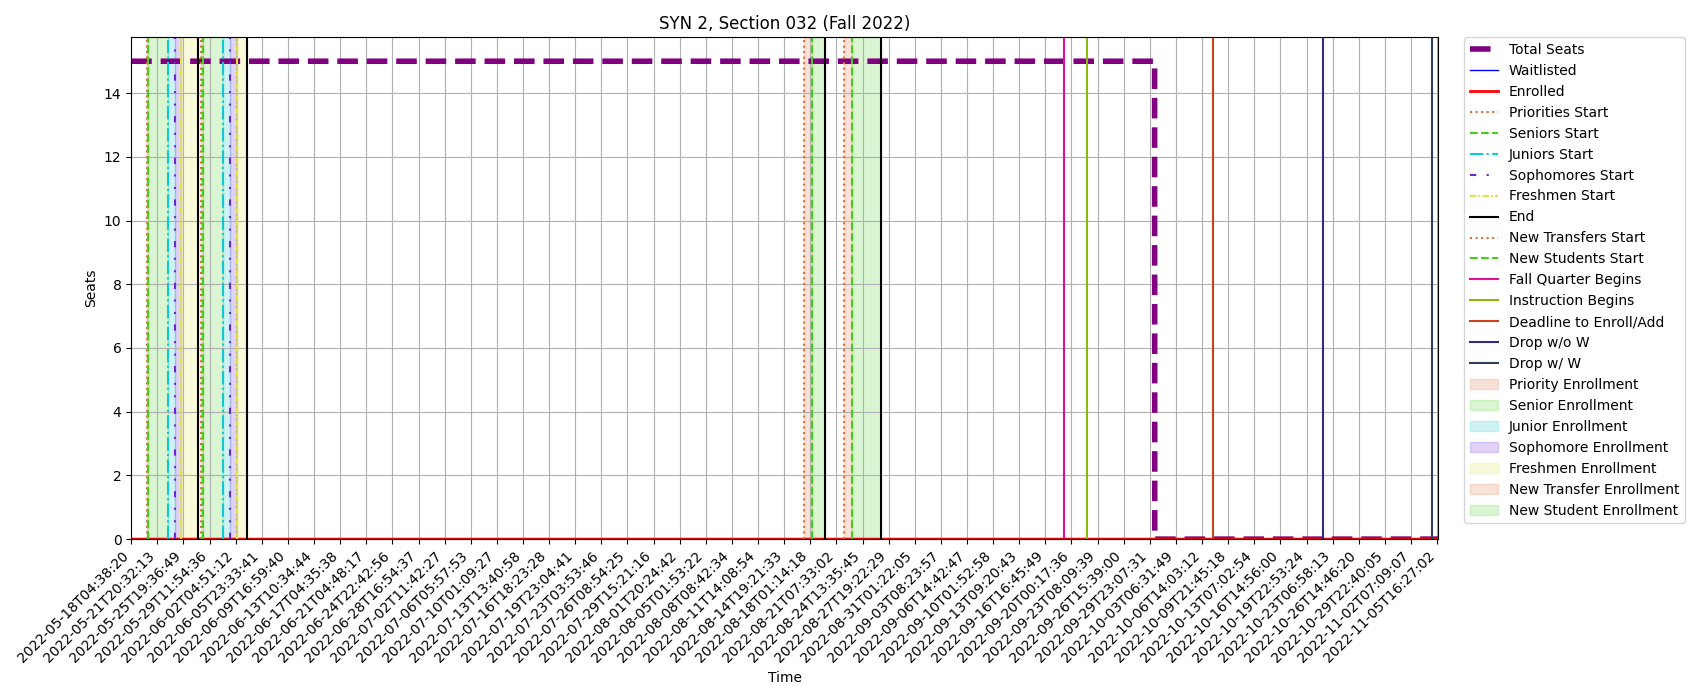 SYN 2, Section 032 (Fall 2022)
Seats
14
12
10
8
6
4
2
0
2022-05-18T04:38:20
2022-05-21T20:32:13
2022-05-25T19:36:49
2022-05-29T11:54:36
2022-06-02T04:51:12
2022-06-05T23:33:41
2022-06-09T16:59:40
2022-06-13T10:34:44
2022-06-17T04:35:38
2022-06-21T04:48:17
2022-06-24T22:42:56
2022-06-28T16:54:37
2022-07-02T11:42:27
2022-07-06T05:57:53
2022-07-10T01:09:27
2022-07-13T13:40:58
2022-07-16T18:23:28
2022-07-19T23:04:41
2022-07-23T03:53:46
2022-07-26T08:54:25
2022-07-29T15:21:16
2022-08-01T20:24:42
2022-08-05T01:53:22
2022-08-08T08:42:34
2022-08-11T14:08:54
2022-08-14T19:21:33
2022-08-18T01:14:18
2022-08-21T07:33:02
2022-08-24T13:35:45
2022-08-27T19:22:29
2022-08-31T01:22:05
2022-09-03T08:23:57
2022-09-06T14:42:47
2022-09-10T01:52:58
2022-09-13T09:20:43
2022-09-16T16:45:49
2022-09-20T00:17:36
2022-09-23T08:09:39
2022-09-26T15:39:00
2022-09-29T23:07:31
2022-10-03T06:31:49
2022-10-06T14:03:12
2022-10-09T21:45:18
2022-10-13T07:02:54
2022-10-16T14:56:00
2022-10-19T22:53:24
2022-10-23T06:58:13
2022-10-26T14:46:20
2022-10-29T22:40:05
2022-11-02T07:09:07
2022-11-05T16:27:02
Time
Total Seats
Waitlisted
Enrolled
Priorities Start
Seniors Start
Juniors Start
Sophomores Start
Freshmen Start
End
New Transfers Start
New Students Start
Fall Quarter Begins
Instruction Begins
Deadline to Enroll/Add
Drop w/o W
Drop w/ W
Priority Enrollment
Senior Enrollment
Junior Enrollment
Sophomore Enrollment
Freshmen Enrollment
New Transfer Enrollment
New Student Enrollment